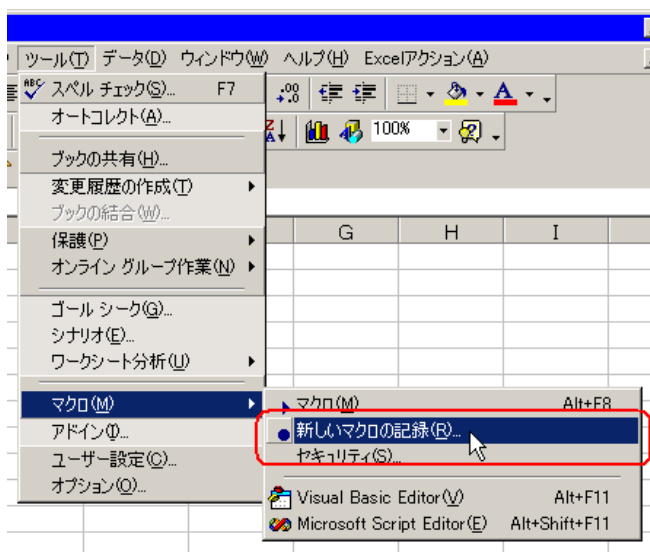 ツール(T) データ(D) ウィンドウ(W) ヘルプ(H) Excelアクション(A)
ABC スペル チェック(S)... F7
オートコレクト(A)...
100%
ブックの共有(H)...
変更履歴の作成(T)
ブックの結合(W)...
保護(P)
オンライン グループ作業(N)
G H I
ゴール シーク(G)...
シナリオ(E)...
ワークシート分析(U)
マクロ(M)
アドイン(I)...
ユーザー設定(C)...
オプション(O)...
マクロ(M) Alt+F8
新しいマクロの記録(R)...
セキュリティ(S)...
Visual Basic Editor(V) Alt+F11
Microsoft Script Editor(E) Alt+Shift+F11